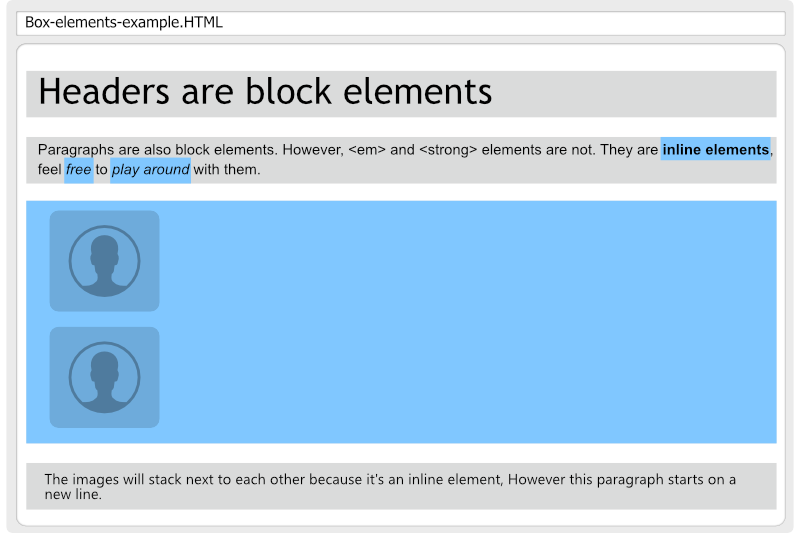 Box-elements-example.HTML
Headers are block elements
Paragraphs are also block elements. However, <em> and <strong> elements are not. They are inline elements,
feel free to play around with them.
The images will stack next to each other because it's an inline element, However this paragraph starts on a
new line.